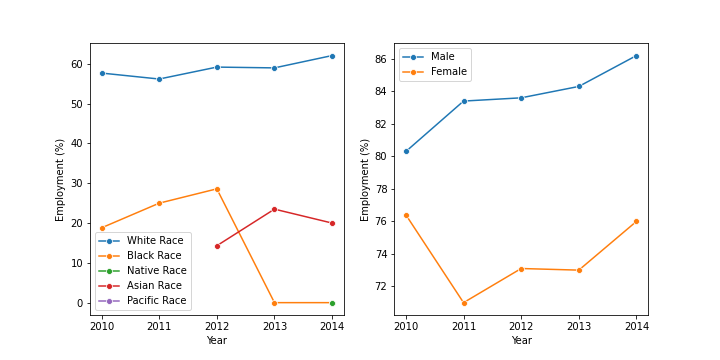 60
50
40
30
20
10
0
Employment (%)
White Race
Black Race
Native Race
Asian Race
Pacific Race
2010 2011 2012 2013 2014
Year
86
84
82
80
78
76
74
72
Employment (%)
Male
Female
2010 2011 2012 2013 2014
Year